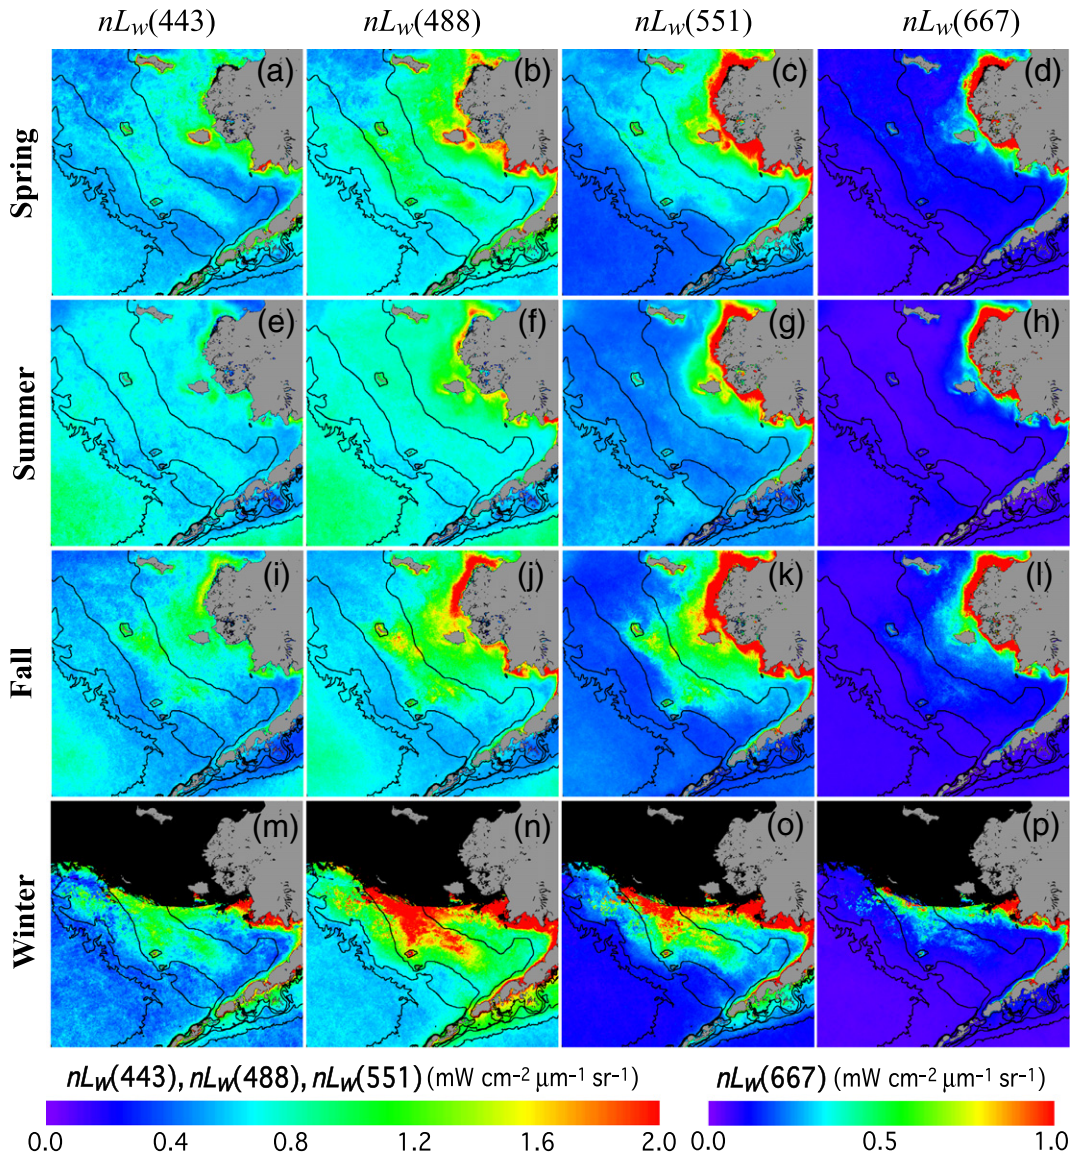 nLw(443) nLw(488) nLw(551) nLw(667)
Spring
(a) (b) (c) (d)
Summer
(e) (f) (g) (h)
Fall
(i) (j) (k) (l)
Winter
(m) (n) (o) (p)
nLw(443), nLw(488), nLw(551) (mW cm⁻² μm⁻¹ sr⁻¹) nLw(667) (mW cm⁻² μm⁻¹ sr⁻¹)
0.0 0.4 0.8 1.2 1.6 2.0 0.0 0.5 1.0